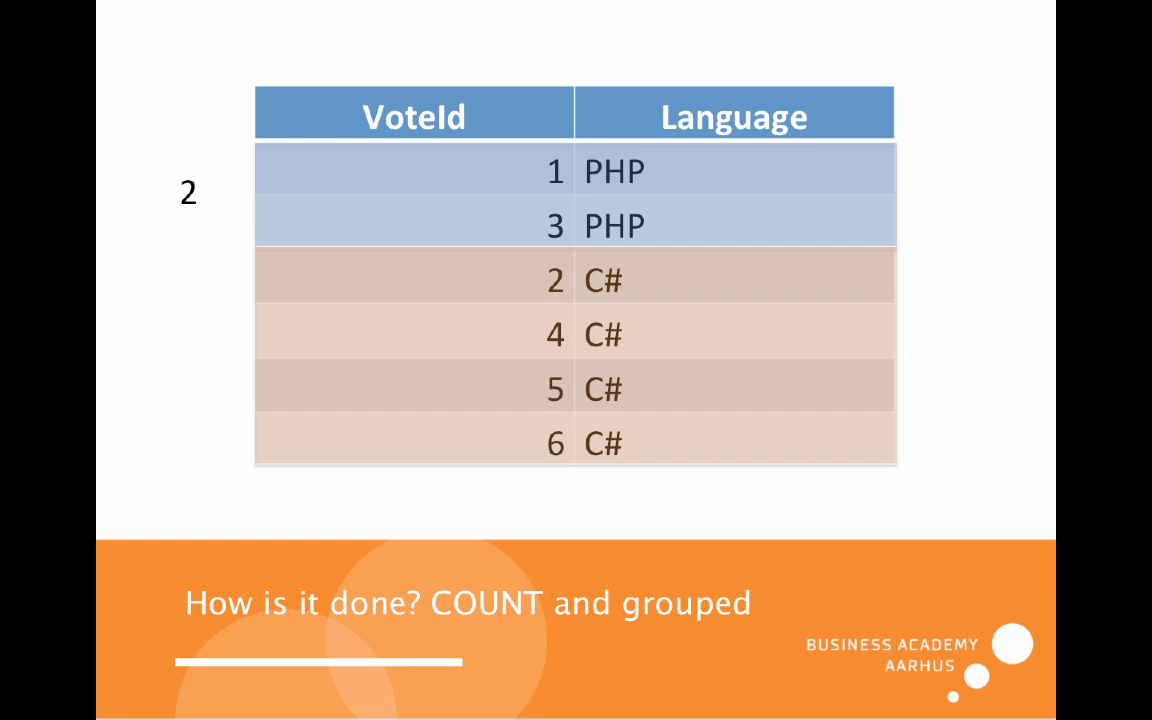 VoteId Language
1 PHP
2
3 PHP
2 C#
4 C#
5 C#
6 C#
How is it done? COUNT and grouped
BUSINESS ACADEMY
AARHUS